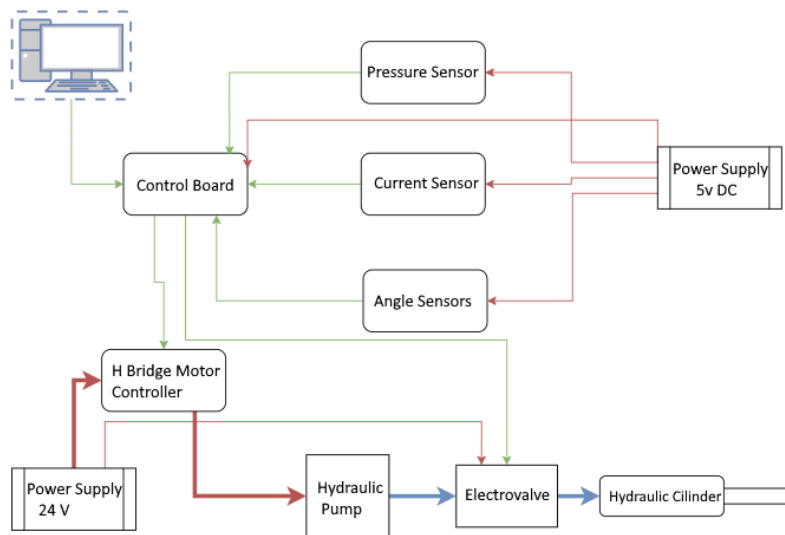 Pressure Sensor
Control Board
Current Sensor
Power Supply
5v DC
Angle Sensors
H Bridge Motor
Controller
Power Supply
24 V
Hydraulic
Pump
Electrovalve
Hydraulic Cilinder